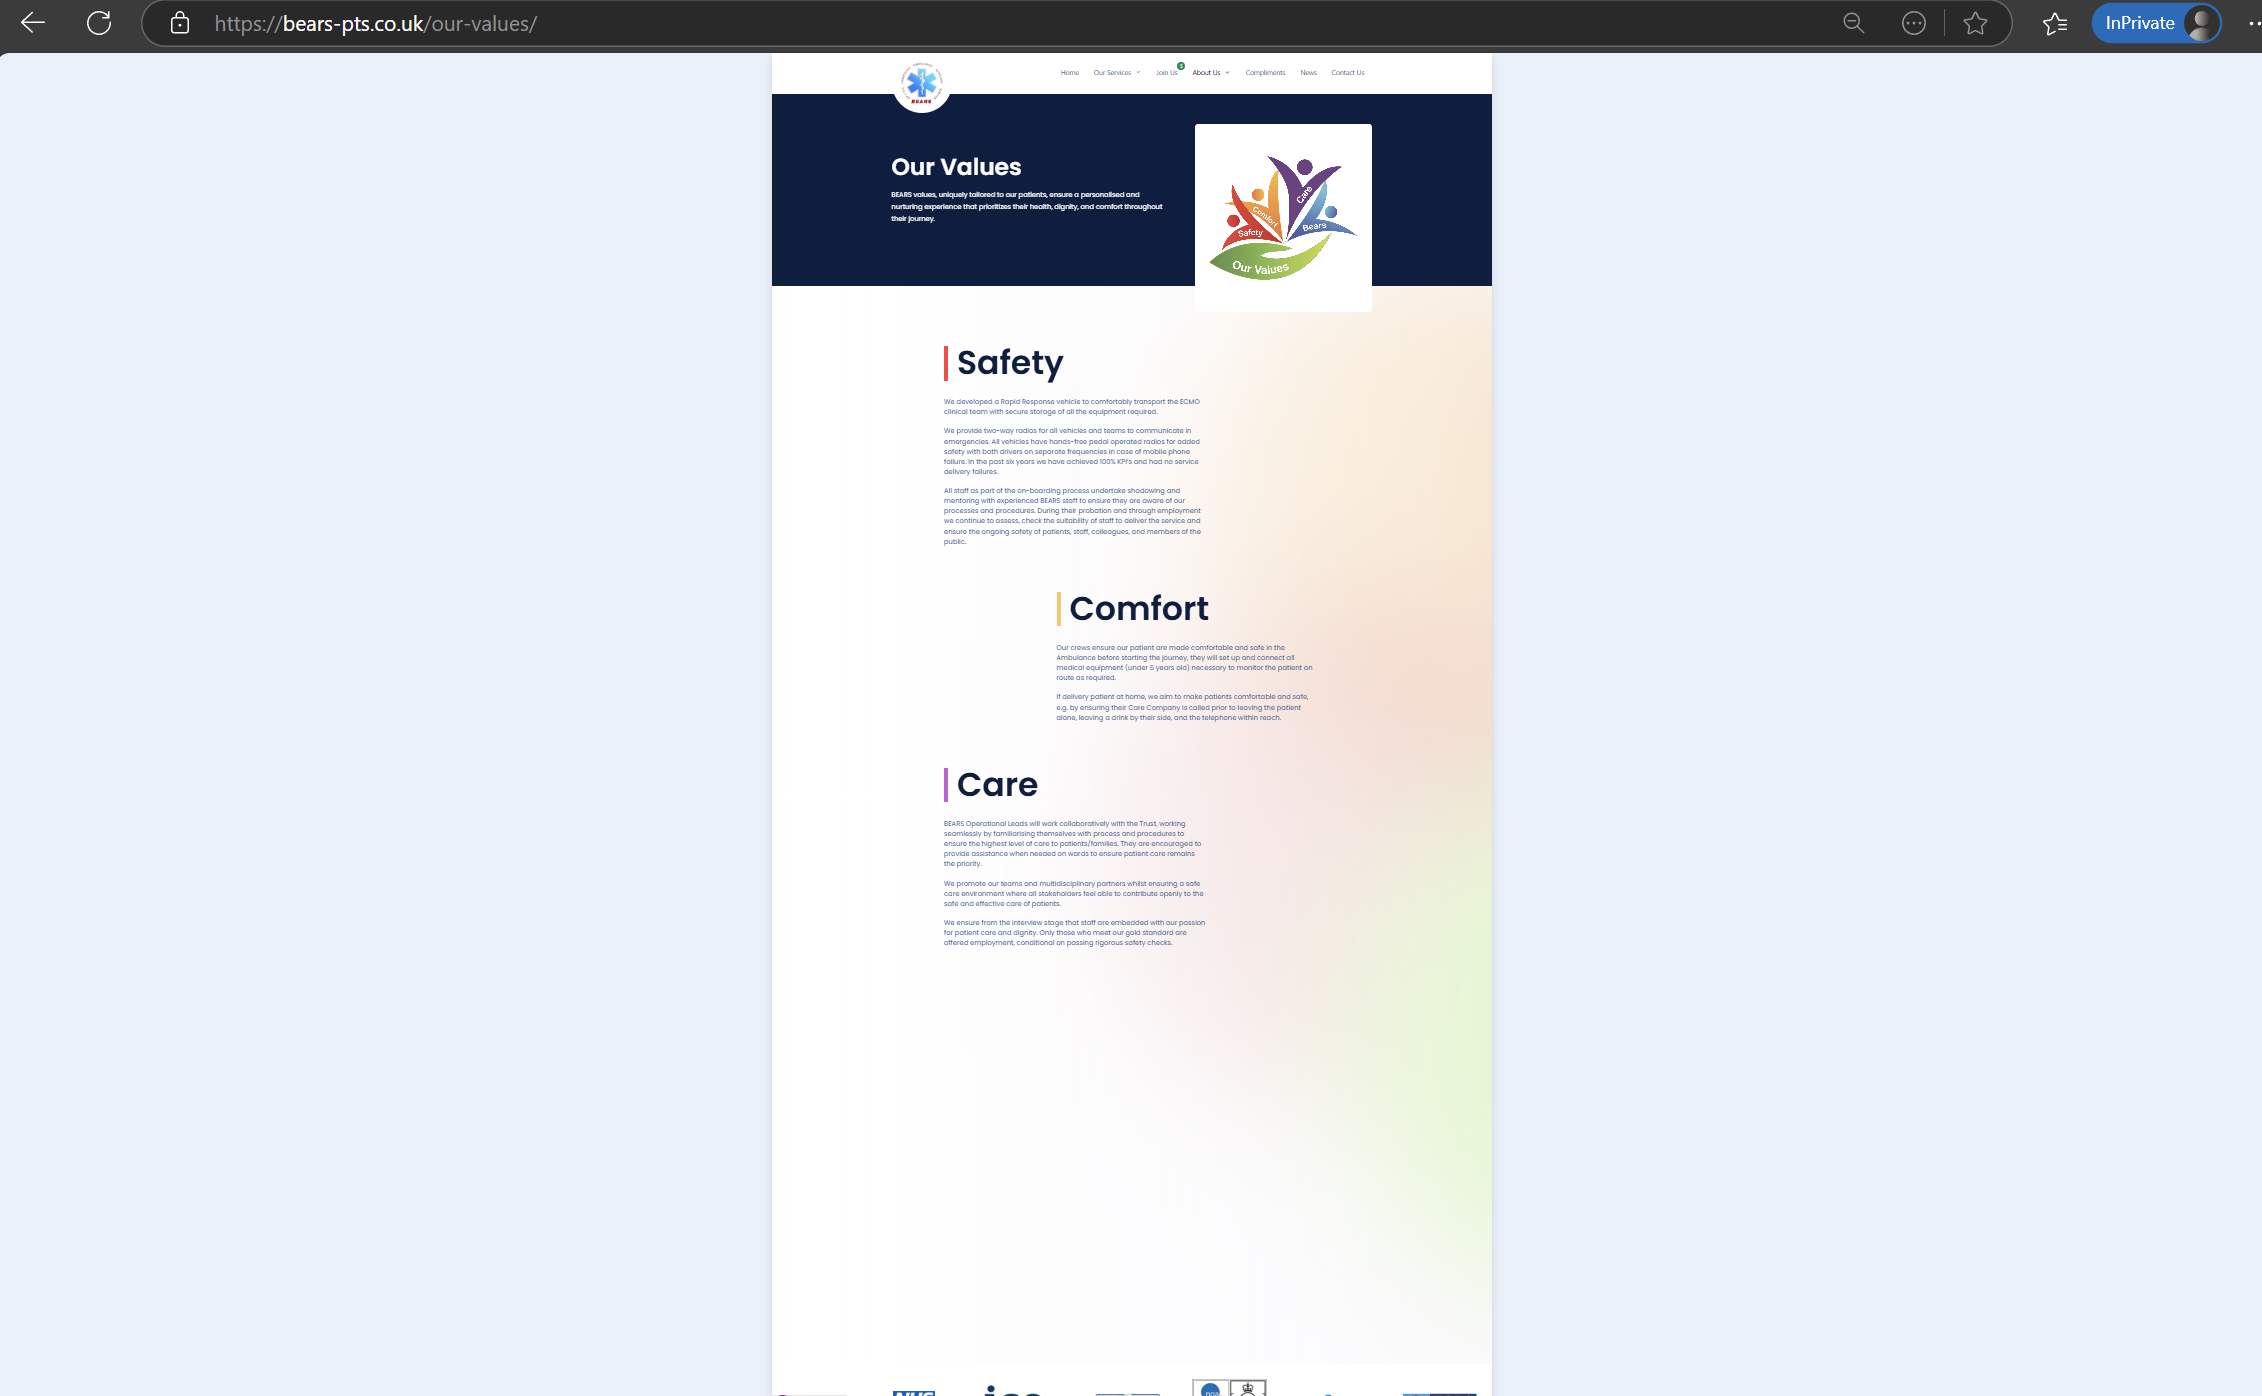 https://bears-pts.co.uk/our-values/
InPrivate
BEARS
Home
Our Services
Join Us
5
About Us
Compliments
News
Contact Us
Our Values
BEARS values, uniquely tailored to our patients, ensure a personalised and
nurturing experience that prioritizes their health, dignity, and comfort throughout
their journey.
Care
Comfort
Safety
Bears
Our Values
Safety
We developed a Rapid Response vehicle to comfortably transport the ECMO
clinical team with secure storage of all the equipment required.
We provide two-way radios for all vehicles and teams to communicate in
emergencies. All vehicles have hands-free pedal operated radios for added
safety with both drivers on separate frequencies in case of mobile phone
failure. In the past six years we have achieved 100% KPI's and had no service
delivery failures.
All staff as part of the on-boarding process undertake shadowing and
mentoring with experienced BEARS staff to ensure they are aware of our
processes and procedures. During their probation and through employment
we continue to assess, check the suitability of staff to deliver the service and
ensure the ongoing safety of patients, staff, colleagues, and members of the
public.
Comfort
Our crews ensure our patient are made comfortable and safe in the
Ambulance before starting the journey, they will set up and connect all
medical equipment (under 5 years old) necessary to monitor the patient on
route as required.
If delivery patient at home, we aim to make patients comfortable and safe,
e.g. by ensuring their Care Company is called prior to leaving the patient
alone, leaving a drink by their side, and the telephone within reach.
Care
BEARS Operational Leads will work collaboratively with the Trust, working
seamlessly by familiarising themselves with process and procedures to
ensure the highest level of care to patients/families. They are encouraged to
provide assistance when needed on wards to ensure patient care remains
the priority.
We promote our teams and multidisciplinary partners whilst ensuring a safe
care environment where all stakeholders feel able to contribute openly to the
safe and effective care of patients.
We ensure from the interview stage that staff are embedded with our passion
for patient care and dignity. Only those who meet our gold standard are
offered employment, conditional on passing rigorous safety checks.
NHS